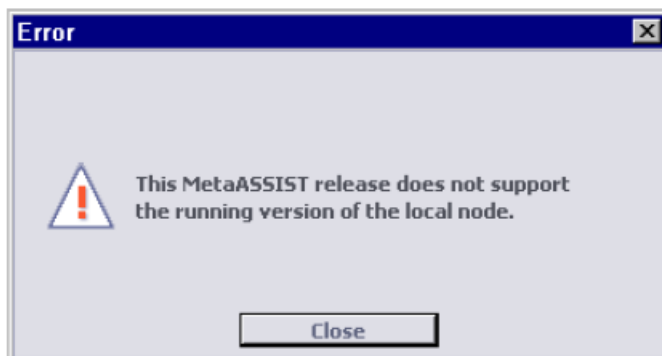 Error
This MetaASSIST release does not support
the running version of the local node.
Close